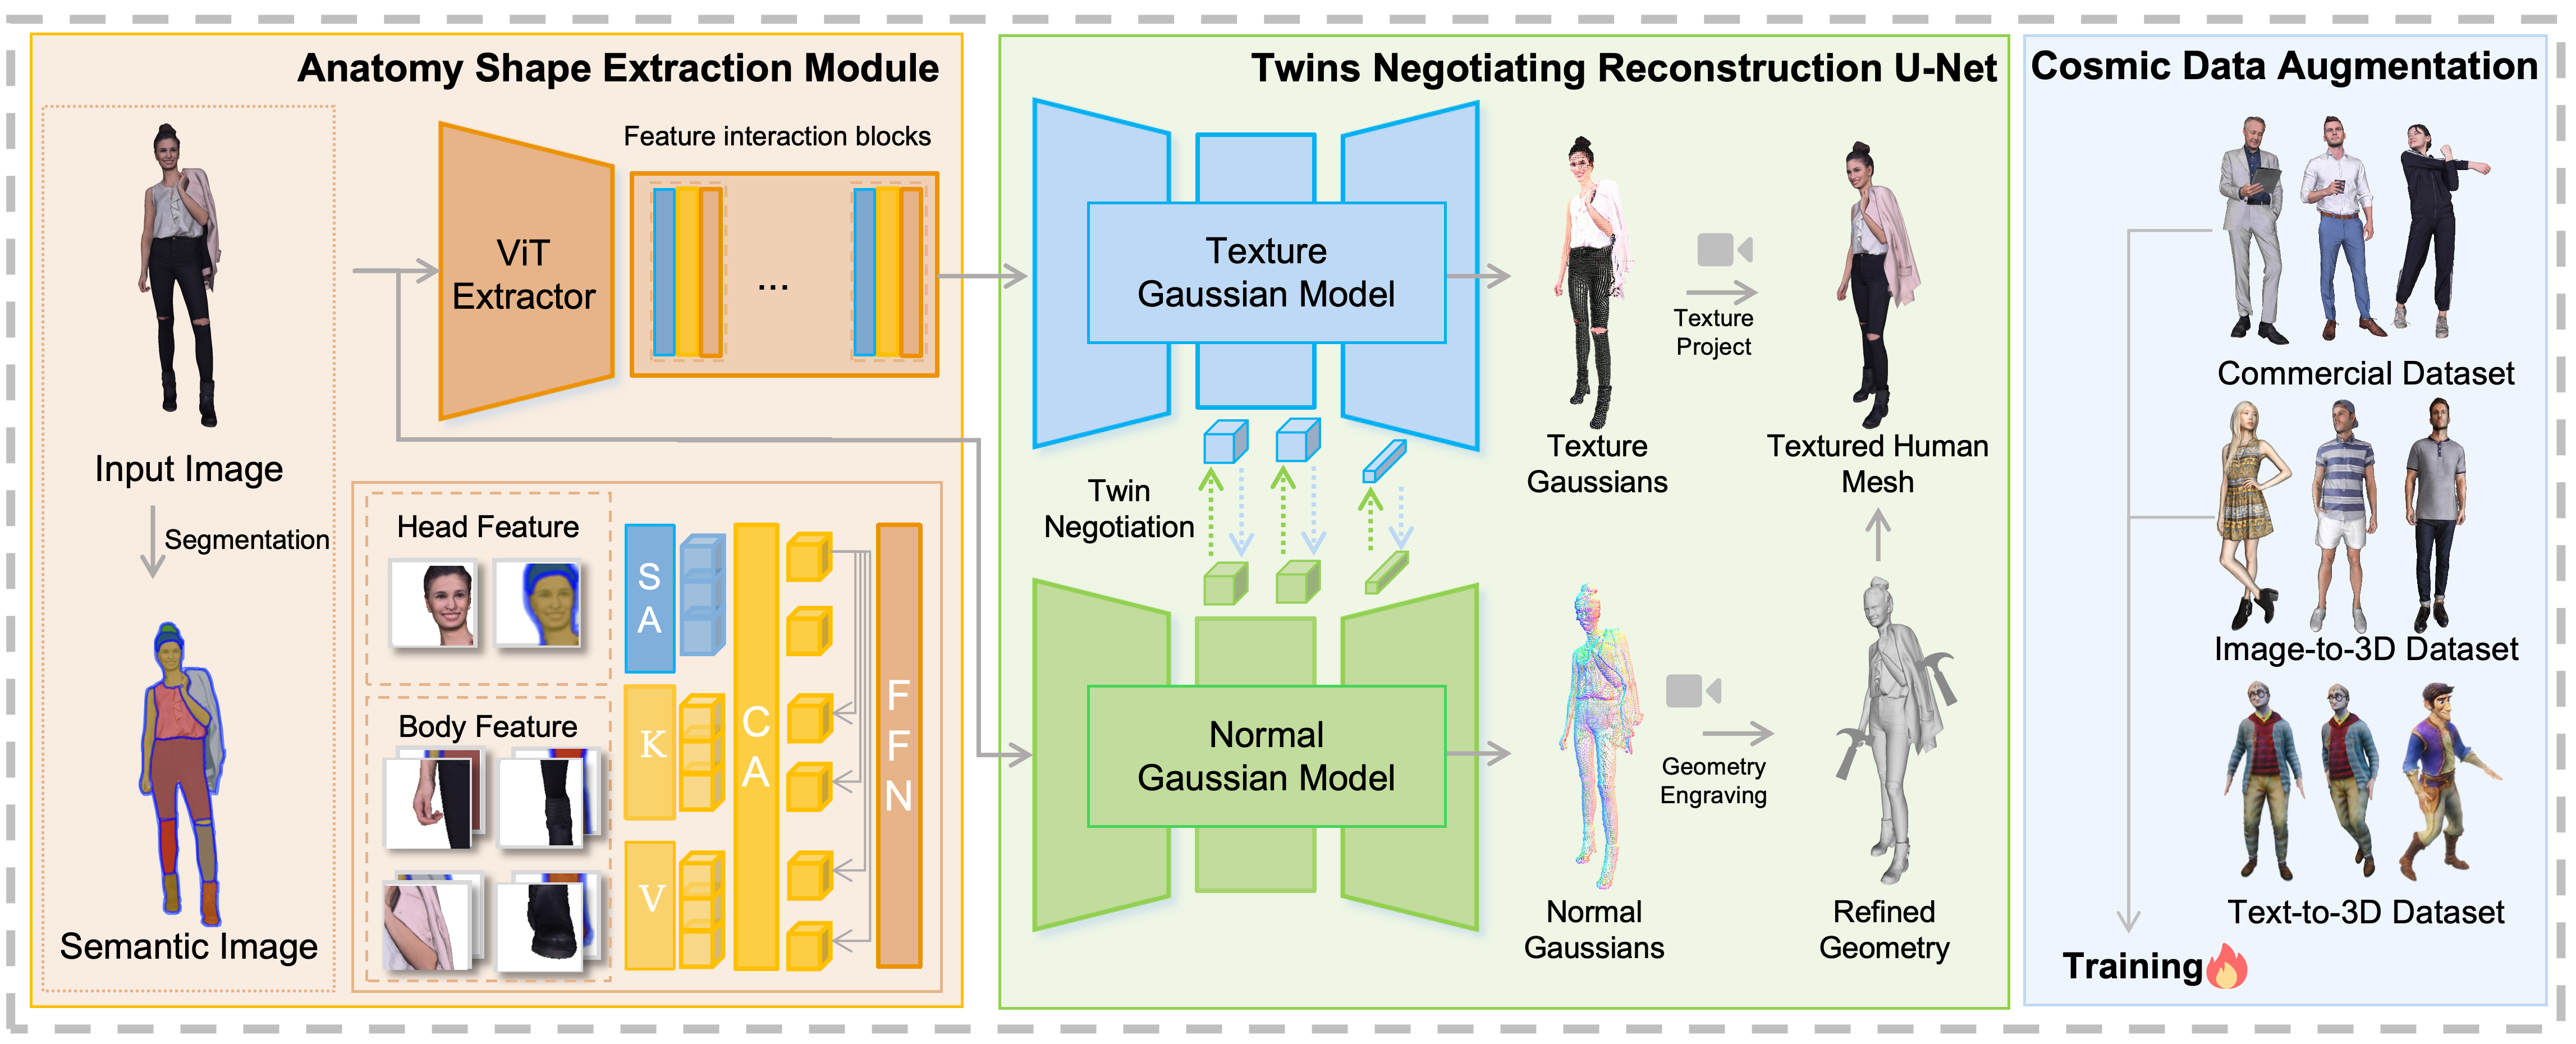 Anatomy Shape Extraction Module
Input Image
Segmentation
Semantic Image
ViT
Extractor
Feature interaction blocks
...
Head Feature
Body Feature
S
A
K
V
C
A
F
F
N
Twins Negotiating Reconstruction U-Net
Texture
Gaussian Model
Twin
Negotiation
Normal
Gaussian Model
Texture
Gaussians
Texture
Project
Textured Human
Mesh
Normal
Gaussians
Geometry
Engraving
Refined
Geometry
Cosmic Data Augmentation
Commercial Dataset
Image-to-3D Dataset
Text-to-3D Dataset
Training